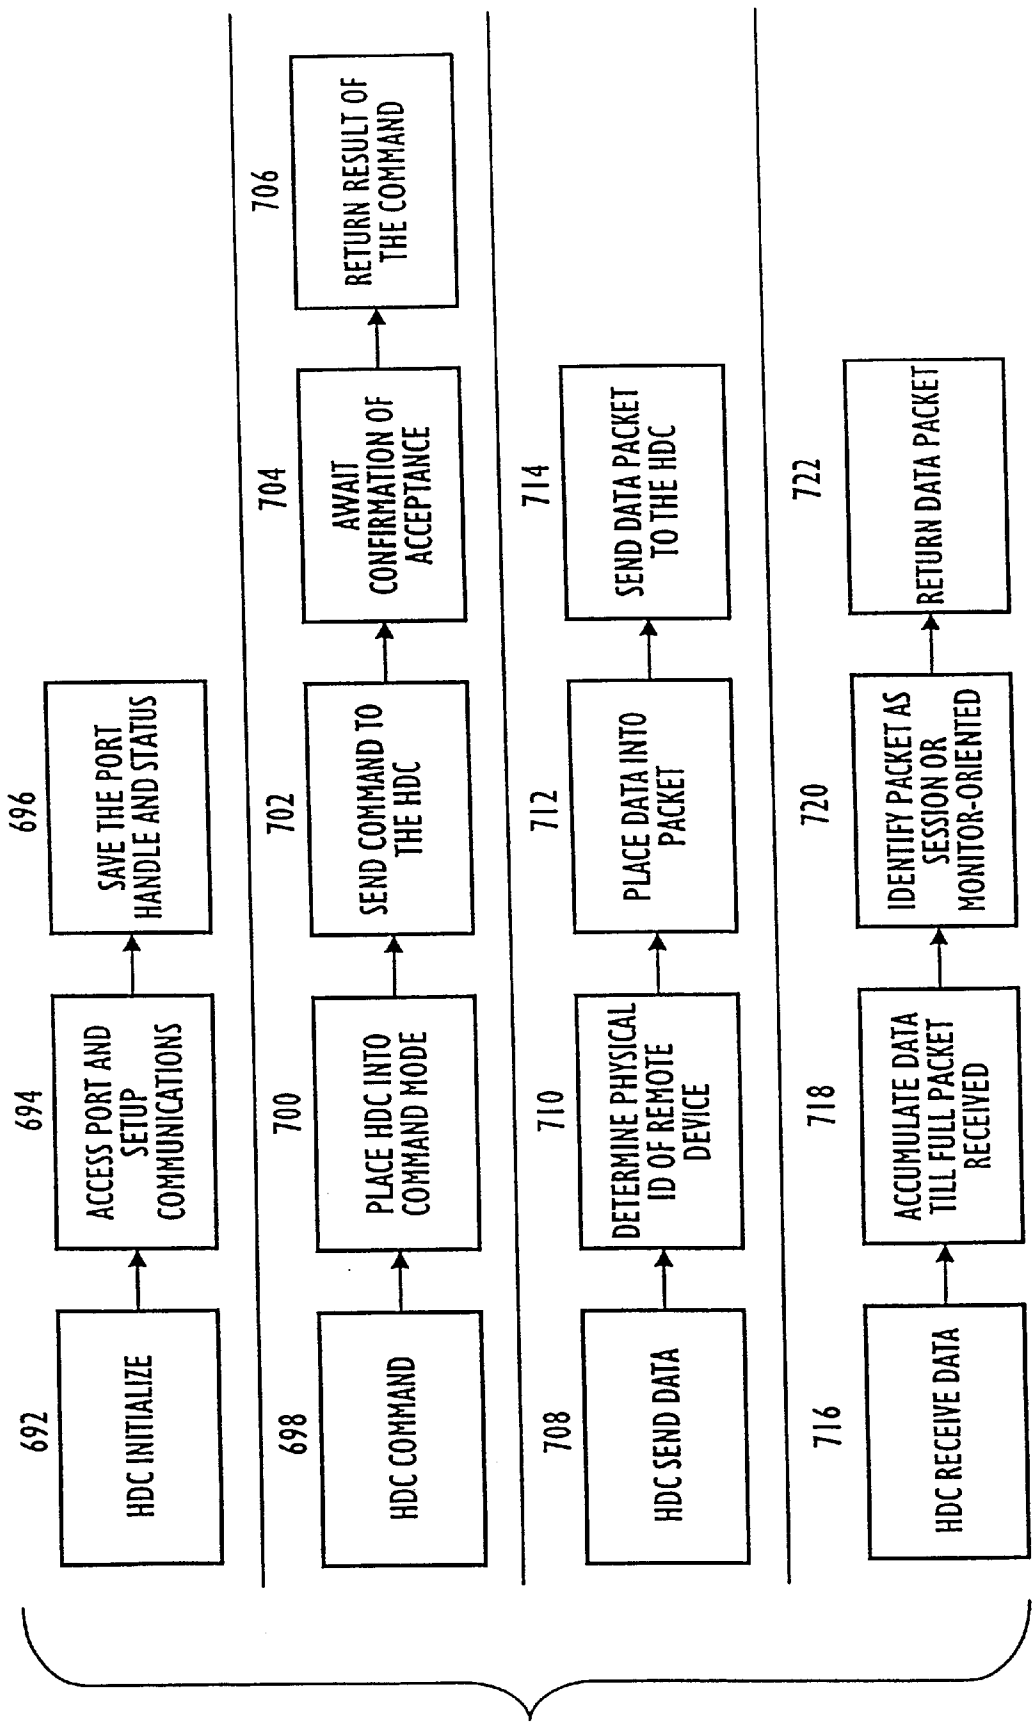 692
HDC INITIALIZE
694
ACCESS PORT AND
SETUP
COMMUNICATIONS
696
SAVE THE PORT
HANDLE AND STATUS
698
HDC COMMAND
700
PLACE HDC INTO
COMMAND MODE
702
SEND COMMAND TO
THE HDC
704
AWAIT
CONFIRMATION OF
ACCEPTANCE
706
RETURN RESULT OF
THE COMMAND
708
HDC SEND DATA
710
DETERMINE PHYSICAL
ID OF REMOTE
DEVICE
712
PLACE DATA INTO
PACKET
714
SEND DATA PACKET
TO THE HDC
716
HDC RECEIVE DATA
718
ACCUMULATE DATA
TILL FULL PACKET
RECEIVED
720
IDENTIFY PACKET AS
SESSION OR
MONITOR-ORIENTED
722
RETURN DATA PACKET